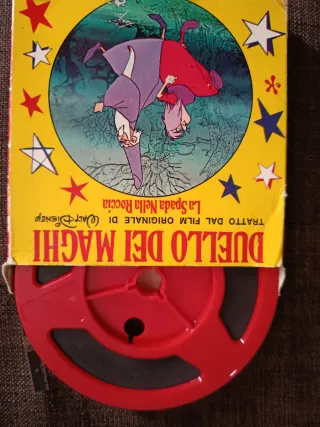 DUELLO DEI MAGHI
TRATTO DAL FILM ORIGINALE DI Walt Disney
La Spada Nella Roccia